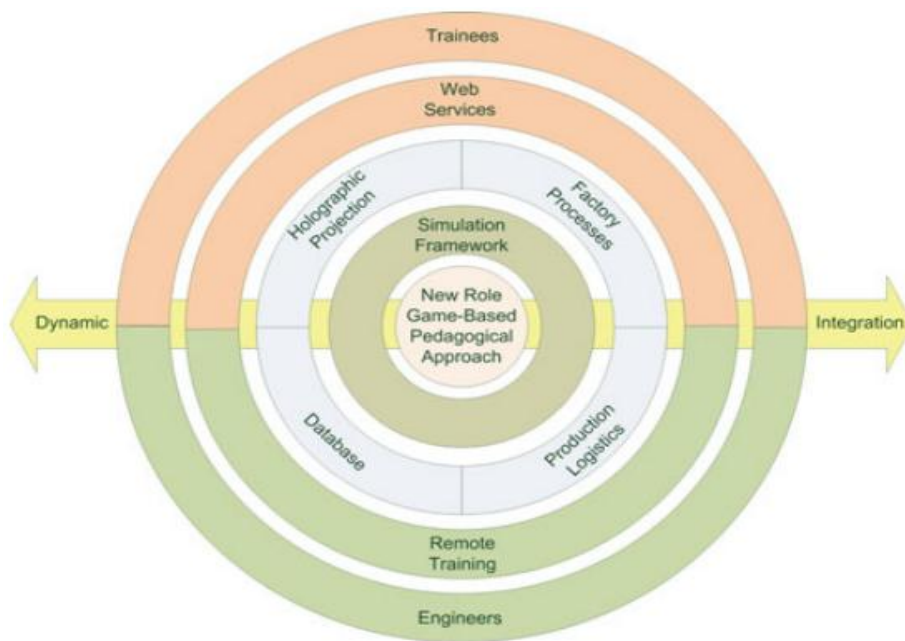 Trainees
Web
Services
Holographic
Projection
Factory
Processes
Simulation
Framework
Dynamic
New Role
Game-Based
Pedagogical
Approach
Integration
Database
Production
Logistics
Remote
Training
Engineers